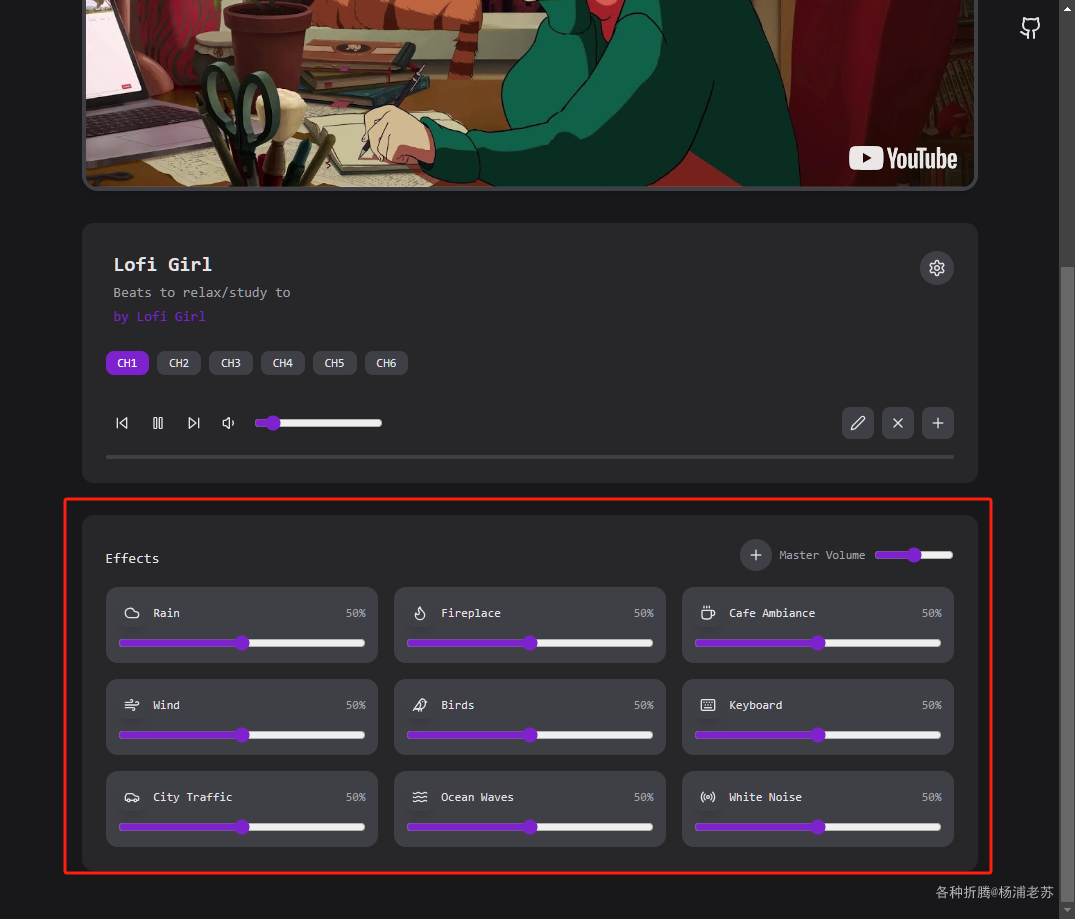 YouTube
Lofi Girl
Beats to relax/study to
by Lofi Girl
CH1 CH2 CH3 CH4 CH5 CH6
Effects
Master Volume
Rain 50% Fireplace 50% Cafe Ambiance 50%
Wind 50% Birds 50% Keyboard 50%
City Traffic 50% Ocean Waves 50% White Noise 50%
各种折腾@杨浦老苏